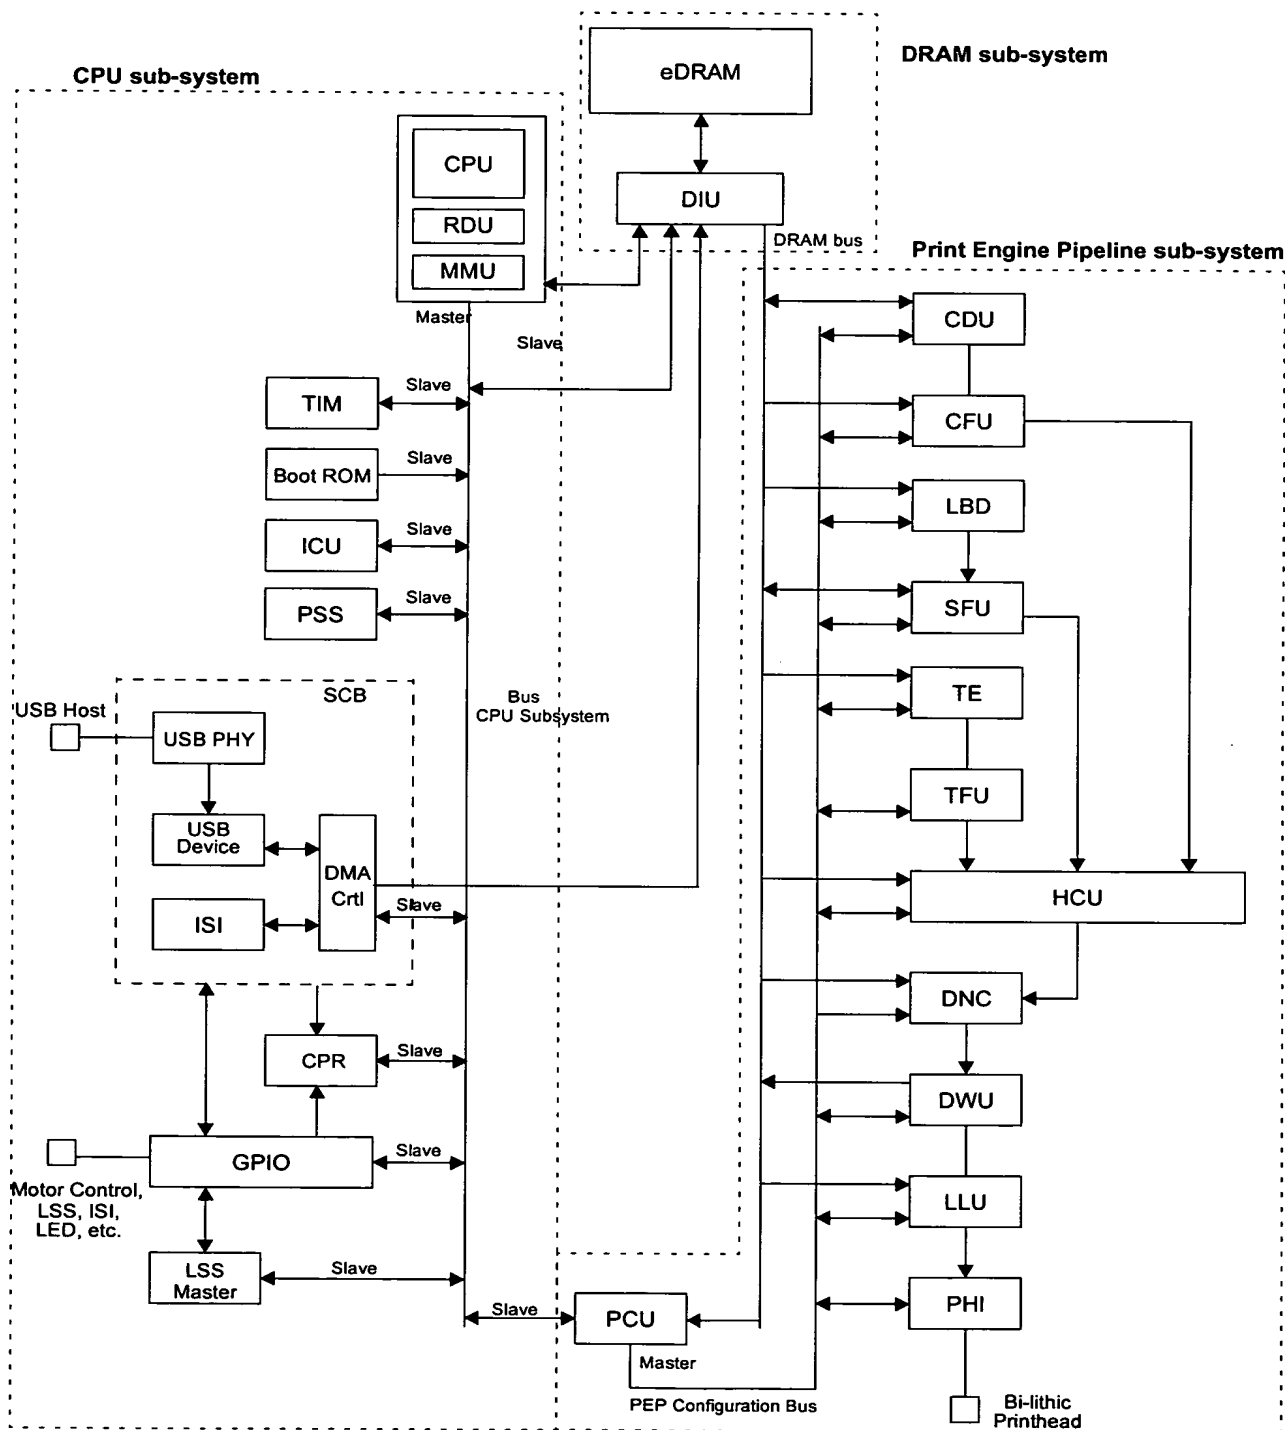 CPU sub-system
DRAM sub-system
eDRAM
DIU
DRAM bus
CPU
RDU
MMU
Master
Slave
Print Engine Pipeline sub-system
CDU
CFU
LBD
SFU
TE
TFU
HCU
DNC
DWU
LLU
PHI
Bi-lithic
Printhead
TIM
Slave
Boot ROM
Slave
ICU
Slave
PSS
Slave
Bus
CPU Subsystem
SCB
USB Host
USB PHY
USB
Device
DMA
Crtl
Slave
ISI
CPR
Slave
GPIO
Slave
Motor Control,
LSS, ISI,
LED, etc.
LSS
Master
Slave
Slave
PCU
Master
PEP Configuration Bus